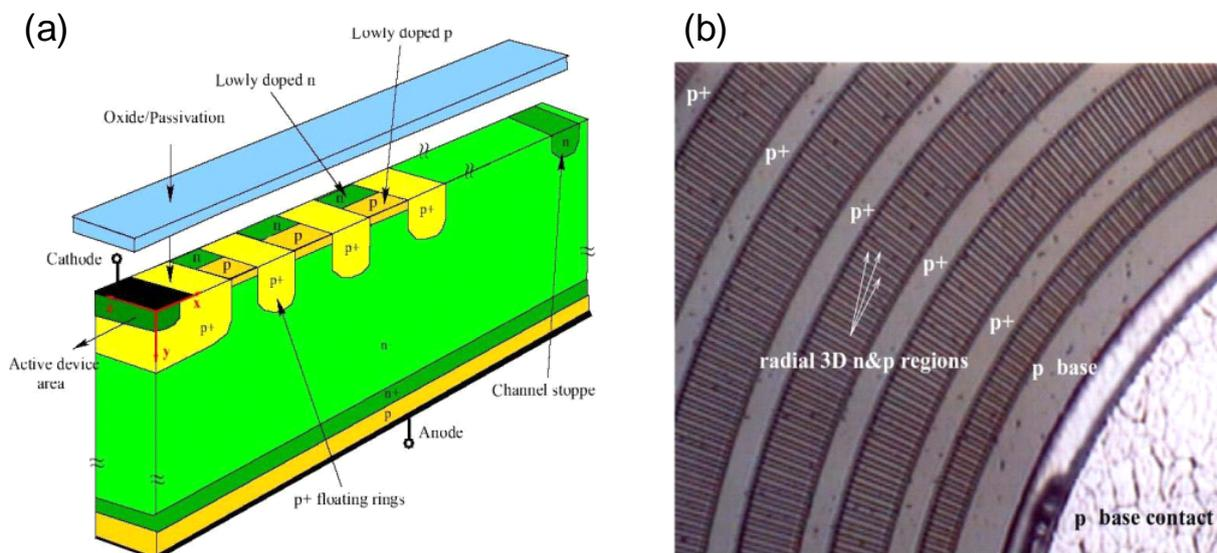 (a)
(b)
Lowly doped p
Lowly doped n
Oxide/Passivation
n
n
p
n
p
p+
n
p
p+
Cathode
p+
x
p+
y
Active device
area
n
Channel stoppe
n+
p
Anode
p+ floating rings
p+
p+
p+
p+
p+
radial 3D n&p regions
p base
p base contact